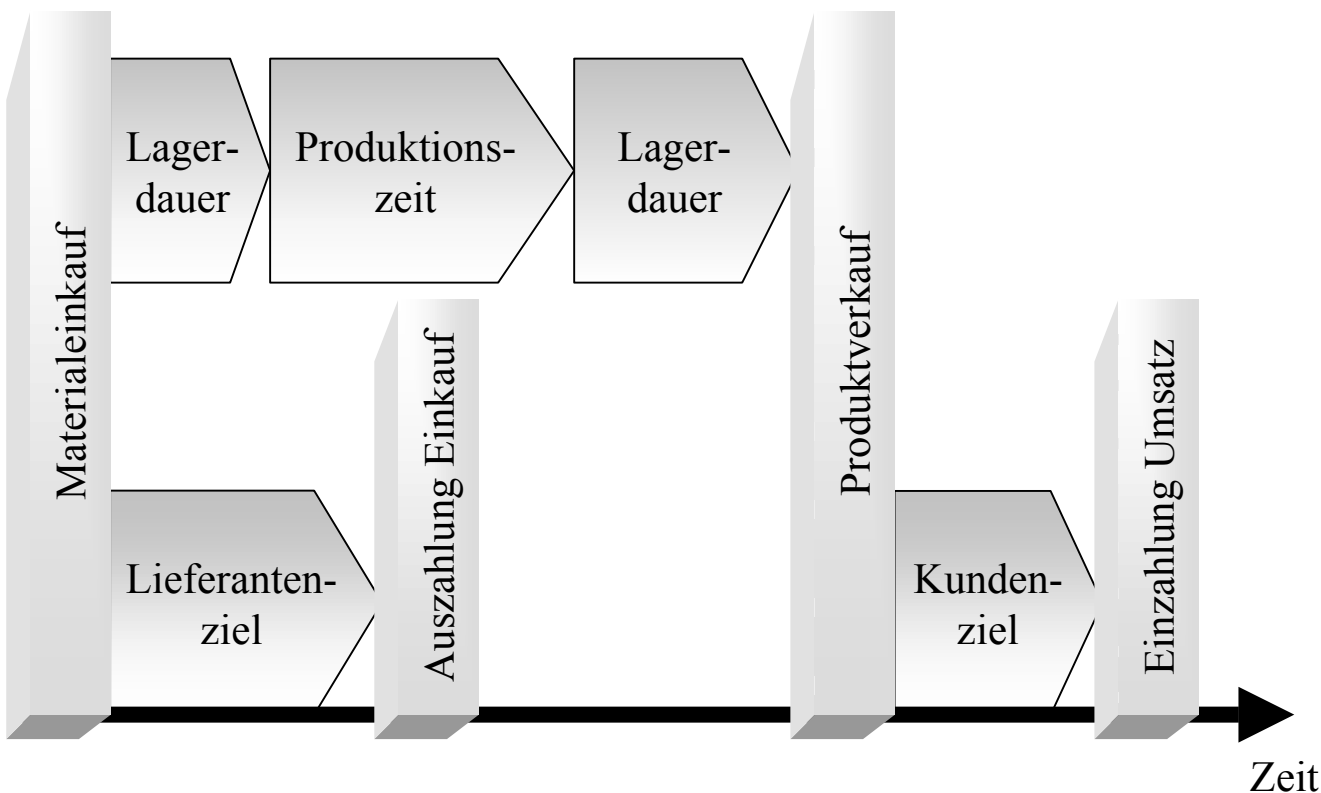 Materialeinkauf
Lager-
dauer
Produktions-
zeit
Lager-
dauer
Produktverkauf
Lieferanten-
ziel
Auszahlung Einkauf
Kunden-
ziel
Einzahlung Umsatz
Zeit